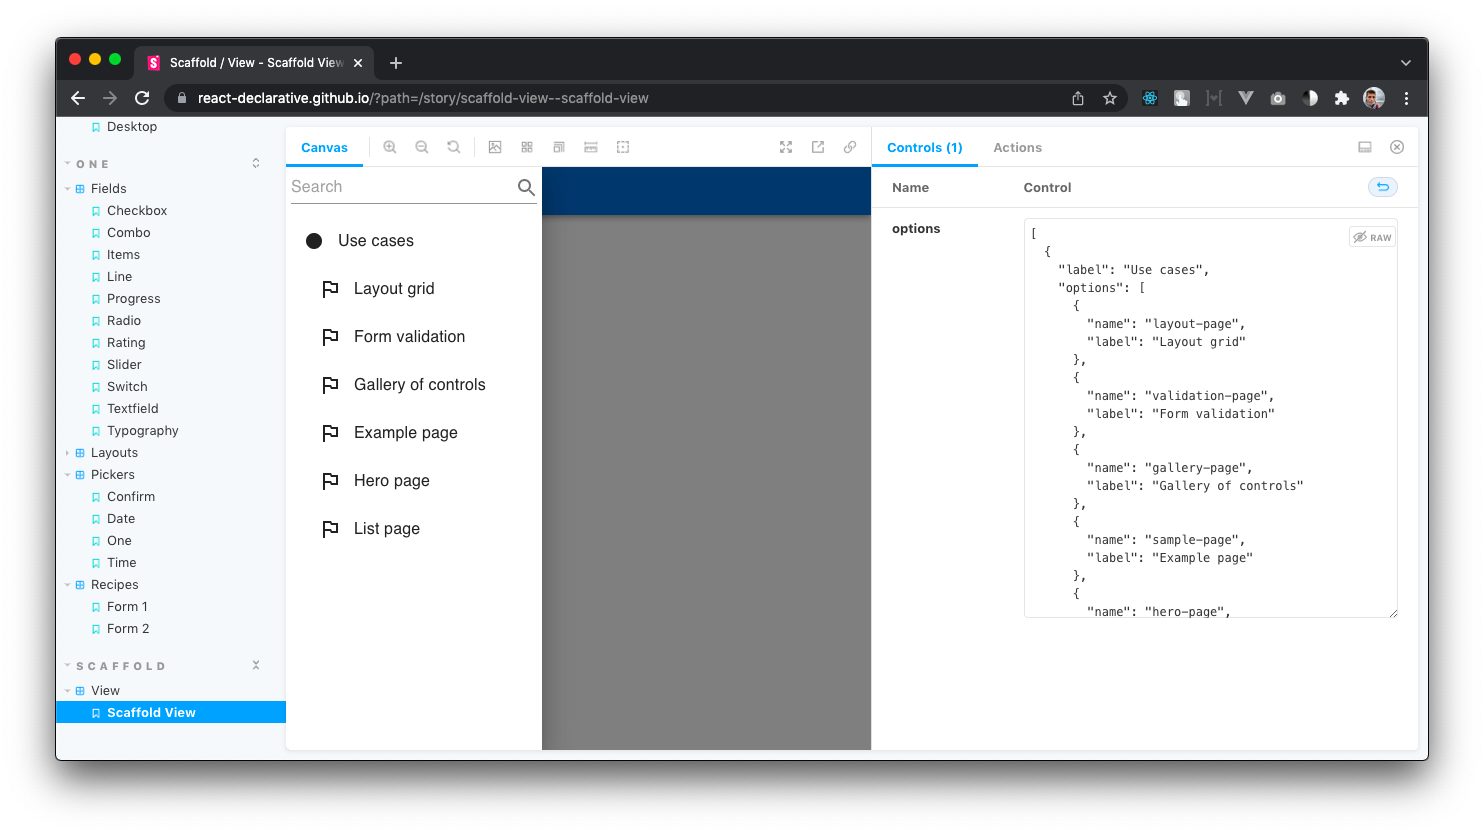 Scaffold / View - Scaffold View
react-declarative.github.io/?path=/story/scaffold-view--scaffold-view
Desktop
ONE
Fields
Checkbox
Combo
Items
Line
Progress
Radio
Rating
Slider
Switch
Textfield
Typography
Layouts
Pickers
Confirm
Date
One
Time
Recipes
Form 1
Form 2
SCAFFOLD
View
Scaffold View
Canvas
Search
Use cases
Layout grid
Form validation
Gallery of controls
Example page
Hero page
List page
Controls (1)
Actions
Name
Control
options
RAW
[
{
"label": "Use cases",
"options": [
{
"name": "layout-page",
"label": "Layout grid"
},
{
"name": "validation-page",
"label": "Form validation"
},
{
"name": "gallery-page",
"label": "Gallery of controls"
},
{
"name": "sample-page",
"label": "Example page"
},
{
"name": "hero-page",